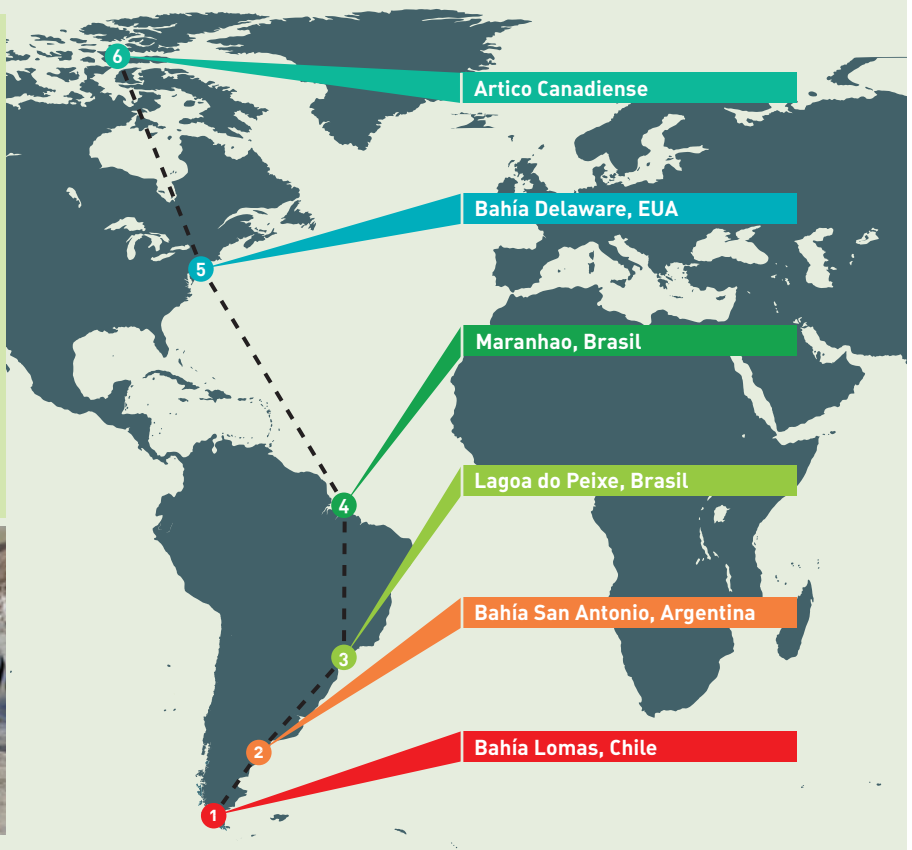 6
Artico Canadiense
Bahía Delaware, EUA
5
Maranhao, Brasil
4
Lagoa do Peixe, Brasil
3
Bahía San Antonio, Argentina
2
Bahía Lomas, Chile
1